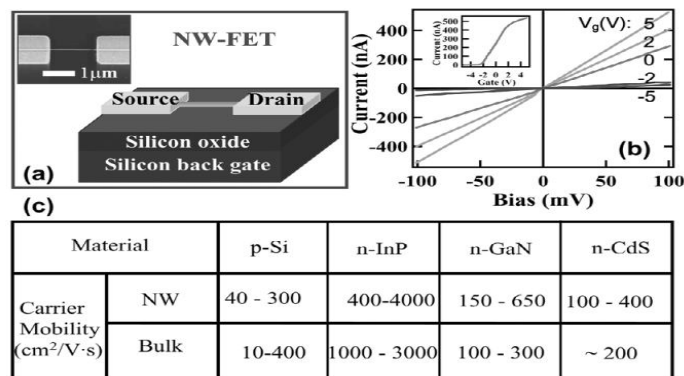 NW-FET
1μm
Source Drain
Silicon oxide
Silicon back gate
(a)
Current (nA)
400
200
0
-200
-400
-100 -50 0 50 100
Bias (mV)
Current (nA)
500
400
300
200
100
0
-4 -2 0 2 4
Gate (V)
Vg(V): 5
2
0
-2
-5
(b)
(c)
Material p-Si n-InP n-GaN n-CdS
Carrier Mobility (cm²/V·s)
NW 40 - 300 400-4000 150 - 650 100 - 400
Bulk 10-400 1000 - 3000 100 - 300 ~ 200